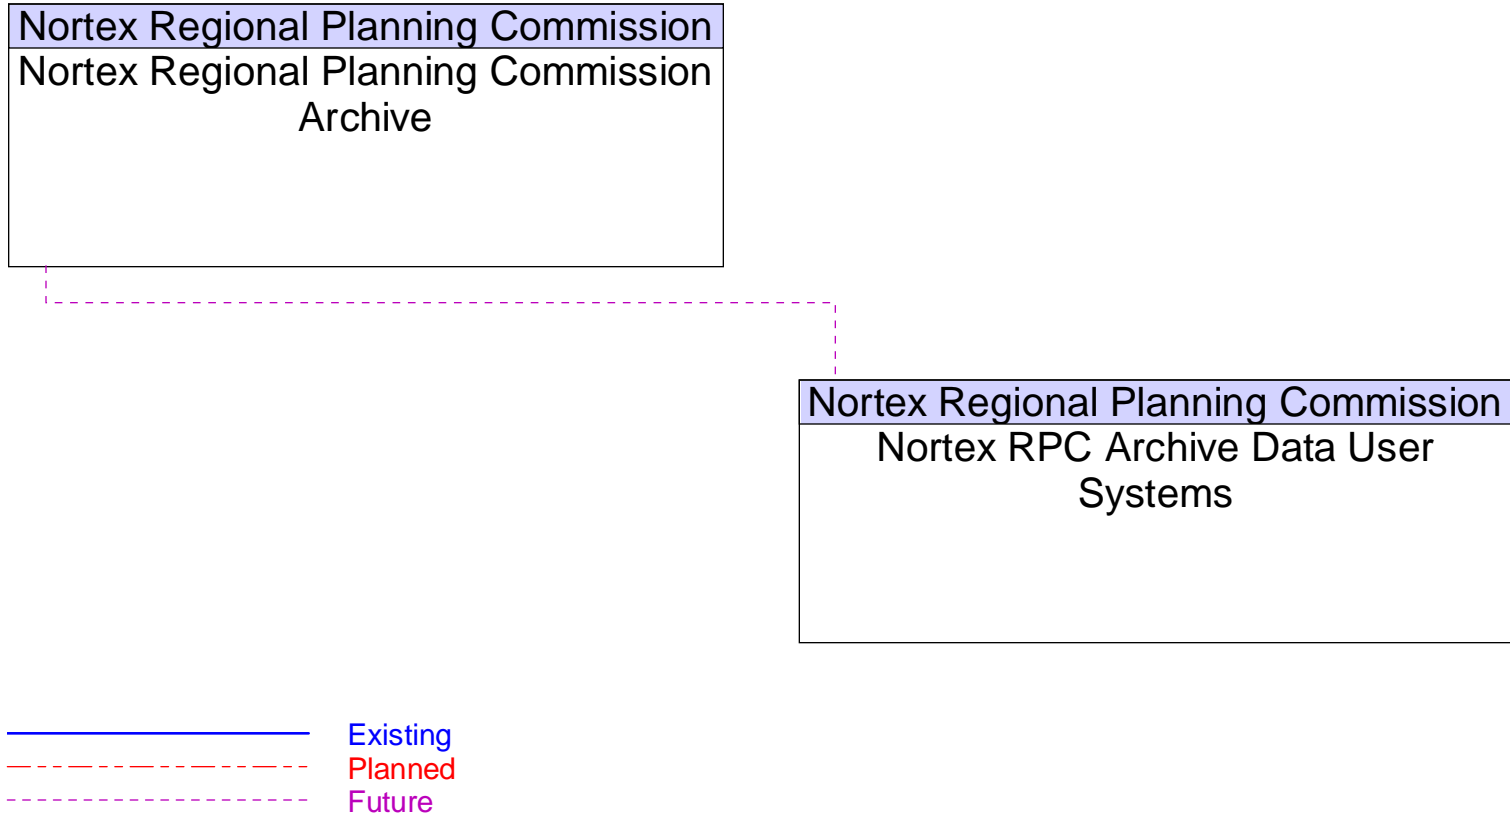 Nortex Regional Planning Commission
Nortex Regional Planning Commission
Archive
Nortex Regional Planning Commission
Nortex RPC Archive Data User
Systems
Existing
Planned
Future